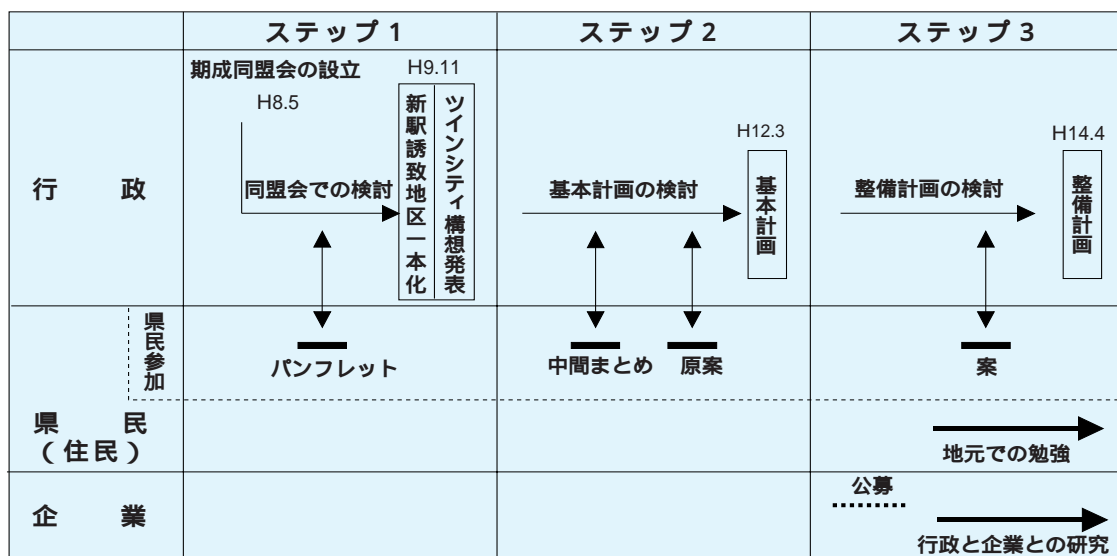 ステップ1
ステップ2
ステップ3
行政
期成同盟会の設立
H8.5
同盟会での検討
H9.11
新駅誘致地区一本化
ツインシティ構想発表
基本計画の検討
H12.3
基本計画
整備計画の検討
H14.4
整備計画
県民参加
パンフレット
中間まとめ
原案
案
県民
(住民)
地元での勉強
企業
公募
行政と企業との研究